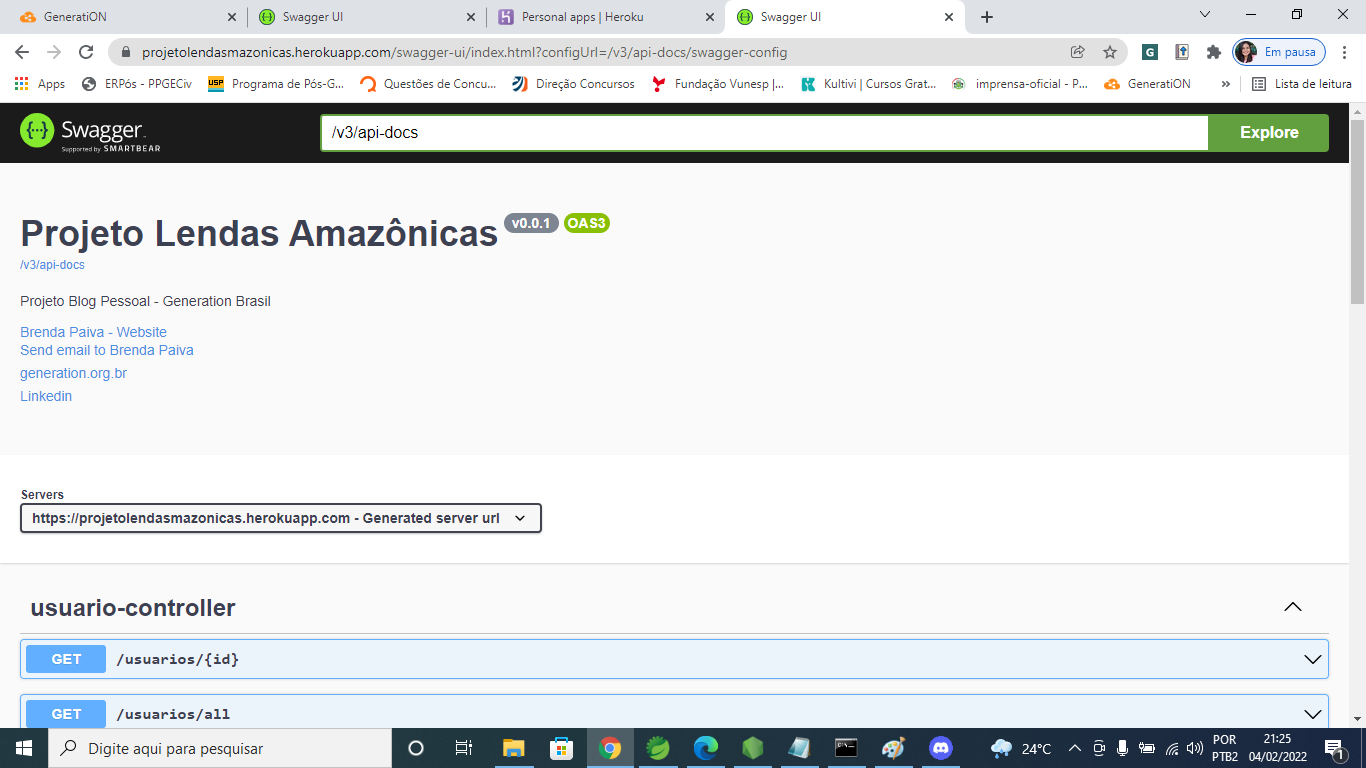 GeneratiON
Swagger UI
Personal apps | Heroku
Swagger UI
projetolendasmazonicas.herokuapp.com/swagger-ui/index.html?configUrl=/v3/api-docs/swagger-config
G
Em pausa
Apps
ERPós - PPGECiv
USP
Programa de Pós-G...
Questões de Concu...
Direção Concursos
Fundação Vunesp |...
Kultivi | Cursos Grat...
imprensa-oficial - P...
GeneratiON
»
Lista de leitura
Swagger
Supported by SMARTBEAR
/v3/api-docs
Explore
Projeto Lendas Amazônicas v0.0.1 OAS3
/v3/api-docs
Projeto Blog Pessoal - Generation Brasil
Brenda Paiva - Website
Send email to Brenda Paiva
generation.org.br
Linkedin
Servers
https://projetolendasmazonicas.herokuapp.com - Generated server url
usuario-controller
GET /usuarios/{id}
GET /usuarios/all
Digite aqui para pesquisar
24°C
POR
PTB2
21:25
04/02/2022
1